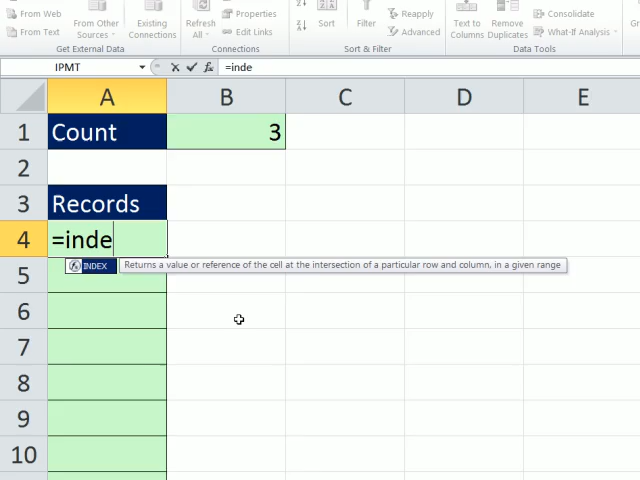 From Web
From Text
From Other Sources
Existing Connections
Get External Data
Refresh All
Properties
Edit Links
Connections
Sort
Filter
Reapply
Advanced
Sort & Filter
Text to Columns
Remove Duplicates
Consolidate
What-If Analysis
Data Tools
IPMT
fx
=inde
A B C D E
1 Count 3
2
3 Records
4 =inde
INDEX Returns a value or reference of the cell at the intersection of a particular row and column, in a given range
5
6
7
8
9
10